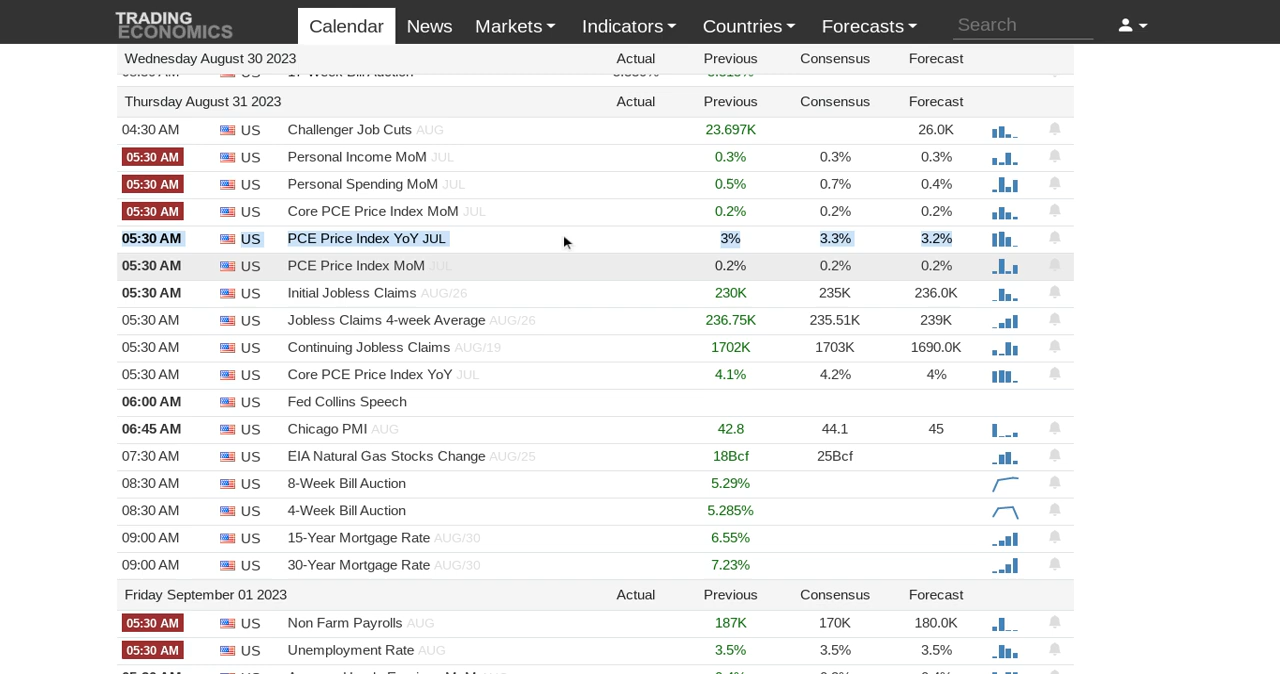 TRADING ECONOMICS Calendar News Markets Indicators Countries Forecasts Search
Wednesday August 30 2023 Actual Previous Consensus Forecast
Thursday August 31 2023 Actual Previous Consensus Forecast
04:30 AM US Challenger Job Cuts AUG 23.697K 26.0K
05:30 AM US Personal Income MoM JUL 0.3% 0.3% 0.3%
05:30 AM US Personal Spending MoM JUL 0.5% 0.7% 0.4%
05:30 AM US Core PCE Price Index MoM JUL 0.2% 0.2% 0.2%
05:30 AM US PCE Price Index YoY JUL 3% 3.3% 3.2%
05:30 AM US PCE Price Index MoM JUL 0.2% 0.2% 0.2%
05:30 AM US Initial Jobless Claims AUG/26 230K 235K 236.0K
05:30 AM US Jobless Claims 4-week Average AUG/26 236.75K 235.51K 239K
05:30 AM US Continuing Jobless Claims AUG/19 1702K 1703K 1690.0K
05:30 AM US Core PCE Price Index YoY JUL 4.1% 4.2% 4%
06:00 AM US Fed Collins Speech
06:45 AM US Chicago PMI AUG 42.8 44.1 45
07:30 AM US EIA Natural Gas Stocks Change AUG/25 18Bcf 25Bcf
08:30 AM US 8-Week Bill Auction 5.29%
08:30 AM US 4-Week Bill Auction 5.285%
09:00 AM US 15-Year Mortgage Rate AUG/30 6.55%
09:00 AM US 30-Year Mortgage Rate AUG/30 7.23%
Friday September 01 2023 Actual Previous Consensus Forecast
05:30 AM US Non Farm Payrolls AUG 187K 170K 180.0K
05:30 AM US Unemployment Rate AUG 3.5% 3.5% 3.5%